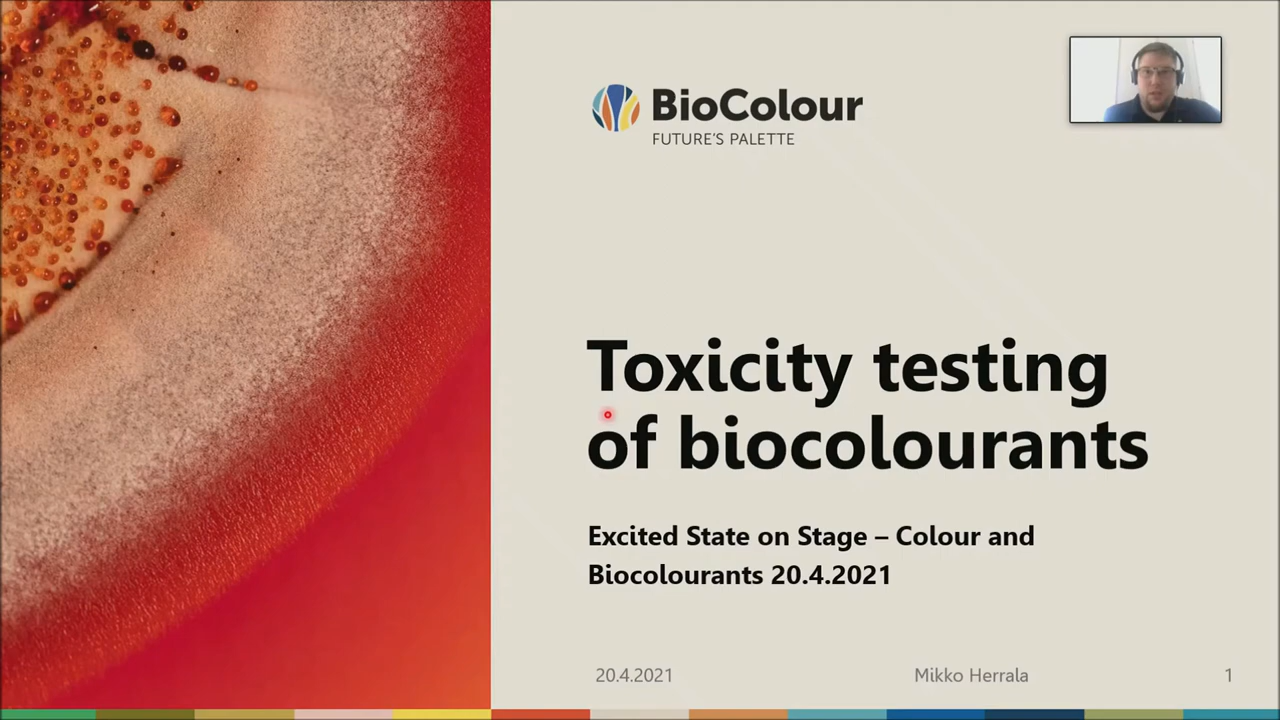 BioColour
FUTURE'S PALETTE
Toxicity testing
of biocolourants
Excited State on Stage – Colour and
Biocolourants 20.4.2021
20.4.2021
Mikko Herrala
1